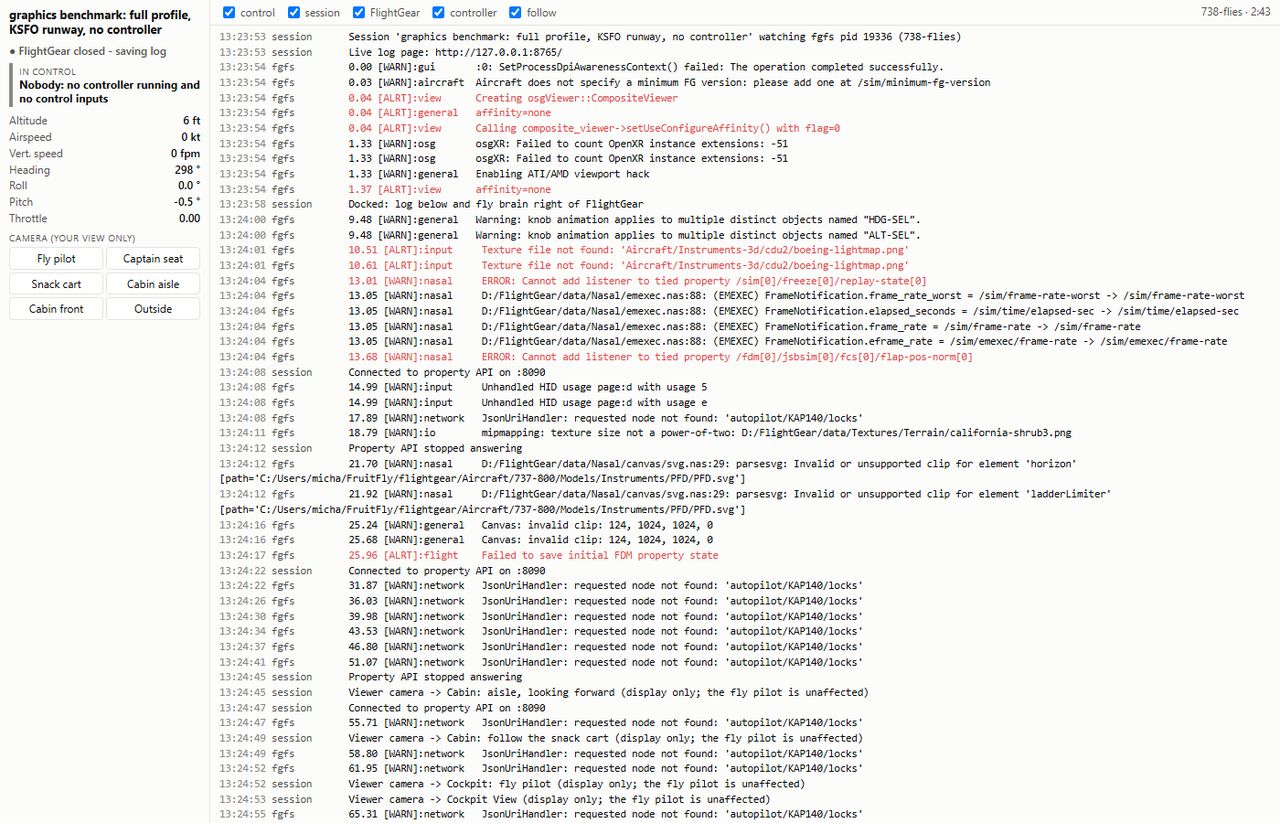 graphics benchmark: full profile,
KSFO runway, no controller
● FlightGear closed - saving log
IN CONTROL
Nobody: no controller running and
no control inputs
Altitude 6 ft
Airspeed 0 kt
Vert. speed 0 fpm
Heading 298 °
Roll 0.0 °
Pitch -0.5 °
Throttle 0.00
CAMERA (YOUR VIEW ONLY)
Fly pilot Captain seat
Snack cart Cabin aisle
Cabin front Outside
control session FlightGear controller follow 738-flies · 2:43
13:23:53 session Session 'graphics benchmark: full profile, KSFO runway, no controller' watching fgfs pid 19336 (738-flies)
13:23:53 session Live log page: http://127.0.0.1:8765/
13:23:54 fgfs 0.00 [WARN]:gui :0: SetProcessDpiAwarenessContext() failed: The operation completed successfully.
13:23:54 fgfs 0.03 [WARN]:aircraft Aircraft does not specify a minimum FG version: please add one at /sim/minimum-fg-version
13:23:54 fgfs 0.04 [ALRT]:view Creating osgViewer::CompositeViewer
13:23:54 fgfs 0.04 [ALRT]:general affinity=none
13:23:54 fgfs 0.04 [ALRT]:view Calling composite_viewer->setUseConfigureAffinity() with flag=0
13:23:54 fgfs 1.33 [WARN]:osg osgXR: Failed to count OpenXR instance extensions: -51
13:23:54 fgfs 1.33 [WARN]:osg osgXR: Failed to count OpenXR instance extensions: -51
13:23:54 fgfs 1.33 [WARN]:general Enabling ATI/AMD viewport hack
13:23:54 fgfs 1.37 [ALRT]:view affinity=none
13:23:58 session Docked: log below and fly brain right of FlightGear
13:24:00 fgfs 9.48 [WARN]:general Warning: knob animation applies to multiple distinct objects named "HDG-SEL".
13:24:00 fgfs 9.48 [WARN]:general Warning: knob animation applies to multiple distinct objects named "ALT-SEL".
13:24:01 fgfs 10.51 [ALRT]:input Texture file not found: 'Aircraft/Instruments-3d/cdu2/boeing-lightmap.png'
13:24:01 fgfs 10.61 [ALRT]:input Texture file not found: 'Aircraft/Instruments-3d/cdu2/boeing-lightmap.png'
13:24:04 fgfs 13.01 [ALRT]:nasal ERROR: Cannot add listener to tied property /sim[0]/freeze[0]/replay-state[0]
13:24:04 fgfs 13.05 [WARN]:nasal D:/FlightGear/data/Nasal/emexec.nas:88: (EMEXEC) FrameNotification.frame_rate_worst = /sim/frame-rate-worst -> /sim/frame-rate-worst
13:24:04 fgfs 13.05 [WARN]:nasal D:/FlightGear/data/Nasal/emexec.nas:88: (EMEXEC) FrameNotification.elapsed_seconds = /sim/time/elapsed-sec -> /sim/time/elapsed-sec
13:24:04 fgfs 13.05 [WARN]:nasal D:/FlightGear/data/Nasal/emexec.nas:88: (EMEXEC) FrameNotification.frame_rate = /sim/frame-rate -> /sim/frame-rate
13:24:04 fgfs 13.05 [WARN]:nasal D:/FlightGear/data/Nasal/emexec.nas:88: (EMEXEC) FrameNotification.eframe_rate = /sim/emexec/frame-rate -> /sim/emexec/frame-rate
13:24:04 fgfs 13.68 [WARN]:nasal ERROR: Cannot add listener to tied property /fdm[0]/jsbsim[0]/fcs[0]/flap-pos-norm[0]
13:24:08 session Connected to property API on :8090
13:24:08 fgfs 14.99 [WARN]:input Unhandled HID usage page:d with usage 5
13:24:08 fgfs 14.99 [WARN]:input Unhandled HID usage page:d with usage e
13:24:08 fgfs 17.89 [WARN]:network JsonUriHandler: requested node not found: 'autopilot/KAP140/locks'
13:24:11 fgfs 18.79 [WARN]:io mipmapping: texture size not a power-of-two: D:/FlightGear/data/Textures/Terrain/california-shrub3.png
13:24:12 session Property API stopped answering
13:24:12 fgfs 21.70 [WARN]:nasal D:/FlightGear/data/Nasal/canvas/svg.nas:29: parsesvg: Invalid or unsupported clip for element 'horizon'
[path='C:/Users/micha/FruitFly/flightgear/Aircraft/737-800/Models/Instruments/PFD/PFD.svg']
13:24:12 fgfs 21.92 [WARN]:nasal D:/FlightGear/data/Nasal/canvas/svg.nas:29: parsesvg: Invalid or unsupported clip for element 'ladderLimiter'
[path='C:/Users/micha/FruitFly/flightgear/Aircraft/737-800/Models/Instruments/PFD/PFD.svg']
13:24:16 fgfs 25.24 [WARN]:general Canvas: invalid clip: 124, 1024, 1024, 0
13:24:16 fgfs 25.68 [WARN]:general Canvas: invalid clip: 124, 1024, 1024, 0
13:24:17 fgfs 25.96 [ALRT]:flight Failed to save initial FDM property state
13:24:22 session Connected to property API on :8090
13:24:22 fgfs 31.87 [WARN]:network JsonUriHandler: requested node not found: 'autopilot/KAP140/locks'
13:24:26 fgfs 36.03 [WARN]:network JsonUriHandler: requested node not found: 'autopilot/KAP140/locks'
13:24:30 fgfs 39.98 [WARN]:network JsonUriHandler: requested node not found: 'autopilot/KAP140/locks'
13:24:34 fgfs 43.53 [WARN]:network JsonUriHandler: requested node not found: 'autopilot/KAP140/locks'
13:24:37 fgfs 46.80 [WARN]:network JsonUriHandler: requested node not found: 'autopilot/KAP140/locks'
13:24:41 fgfs 51.07 [WARN]:network JsonUriHandler: requested node not found: 'autopilot/KAP140/locks'
13:24:45 session Property API stopped answering
13:24:45 session Viewer camera -> Cabin: aisle, looking forward (display only; the fly pilot is unaffected)
13:24:47 session Connected to property API on :8090
13:24:47 fgfs 55.71 [WARN]:network JsonUriHandler: requested node not found: 'autopilot/KAP140/locks'
13:24:49 session Viewer camera -> Cabin: follow the snack cart (display only; the fly pilot is unaffected)
13:24:49 fgfs 58.80 [WARN]:network JsonUriHandler: requested node not found: 'autopilot/KAP140/locks'
13:24:52 fgfs 61.95 [WARN]:network JsonUriHandler: requested node not found: 'autopilot/KAP140/locks'
13:24:52 session Viewer camera -> Cockpit: fly pilot (display only; the fly pilot is unaffected)
13:24:53 session Viewer camera -> Cockpit View (display only; the fly pilot is unaffected)
13:24:55 fgfs 65.31 [WARN]:network JsonUriHandler: requested node not found: 'autopilot/KAP140/locks'